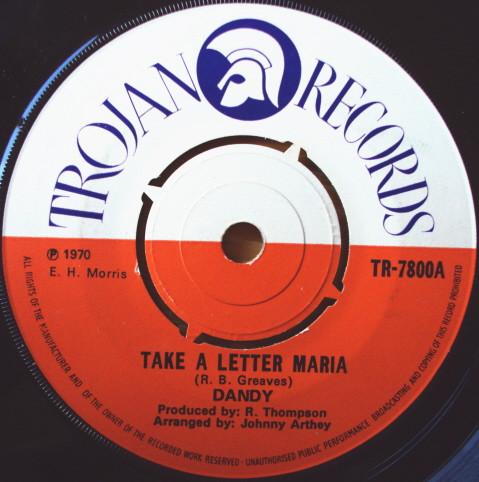 TROJAN RECORDS
℗ 1970
E. H. Morris
TR-7800A
TAKE A LETTER MARIA
(R. B. Greaves)
DANDY
Produced by: R. Thompson
Arranged by: Johnny Arthey
ALL RIGHTS OF THE MANUFACTURER AND OF THE OWNER OF THE RECORDED WORK RESERVED - UNAUTHORISED PUBLIC PERFORMANCE BROADCASTING AND COPYING OF THIS RECORD PROHIBITED